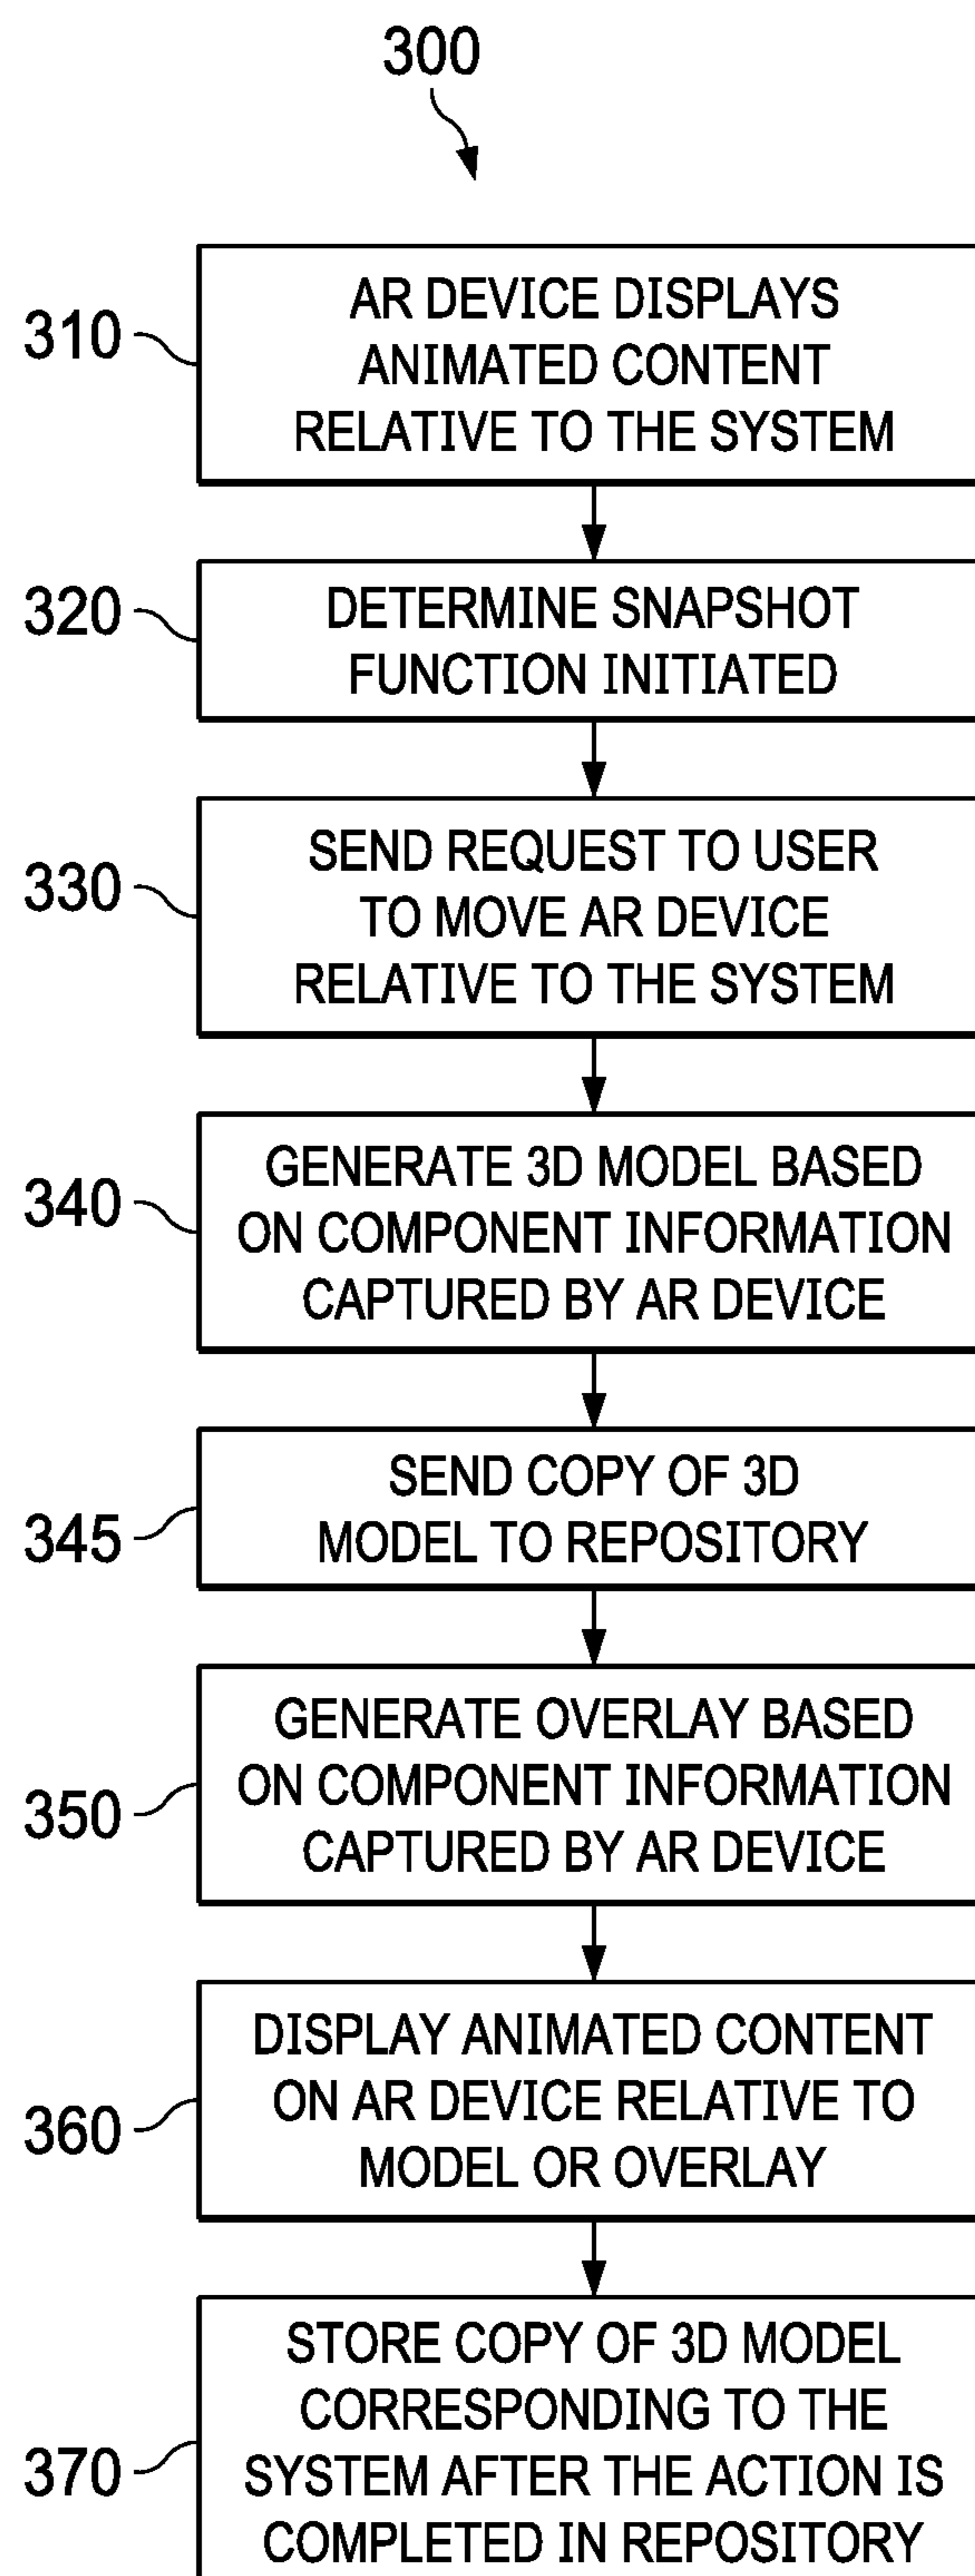 300
310
AR DEVICE DISPLAYS
ANIMATED CONTENT
RELATIVE TO THE SYSTEM
320
DETERMINE SNAPSHOT
FUNCTION INITIATED
330
SEND REQUEST TO USER
TO MOVE AR DEVICE
RELATIVE TO THE SYSTEM
340
GENERATE 3D MODEL BASED
ON COMPONENT INFORMATION
CAPTURED BY AR DEVICE
345
SEND COPY OF 3D
MODEL TO REPOSITORY
350
GENERATE OVERLAY BASED
ON COMPONENT INFORMATION
CAPTURED BY AR DEVICE
360
DISPLAY ANIMATED CONTENT
ON AR DEVICE RELATIVE TO
MODEL OR OVERLAY
370
STORE COPY OF 3D MODEL
CORRESPONDING TO THE
SYSTEM AFTER THE ACTION IS
COMPLETED IN REPOSITORY